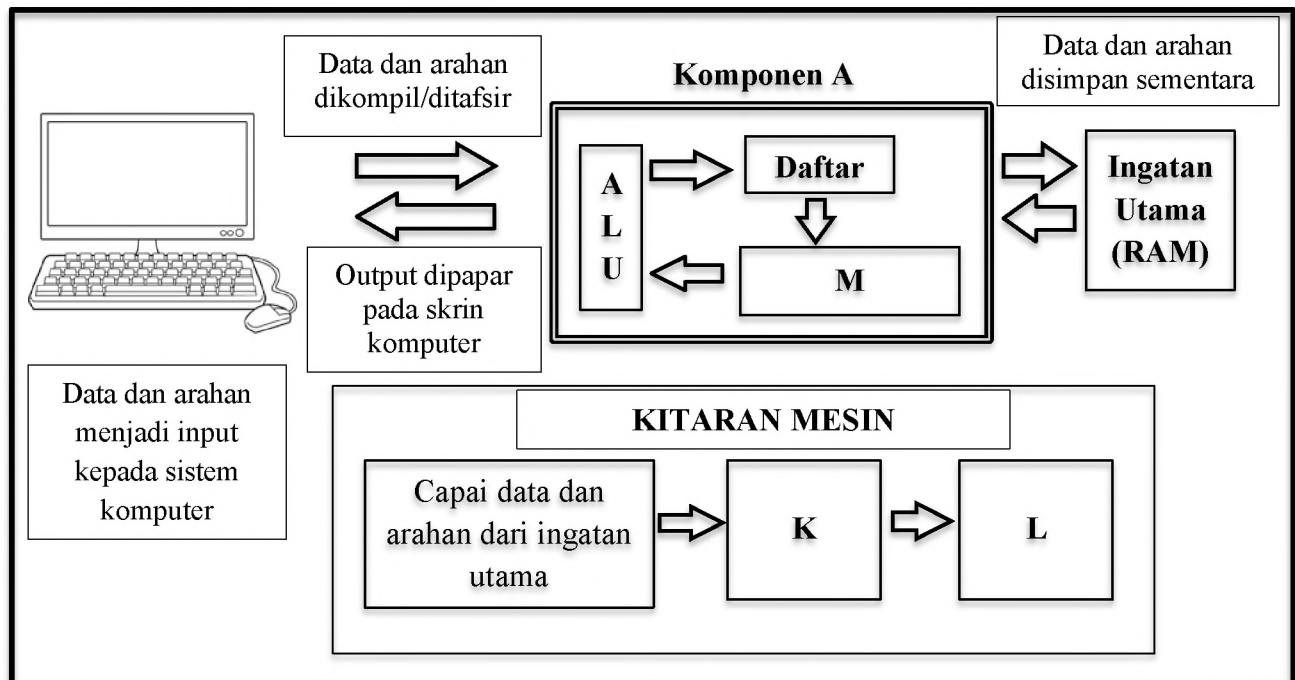 Data dan arahan
dikompil/ditafsir
Komponen A
Data dan arahan
disimpan sementara
A
L
U
Daftar
M
Ingatan
Utama
(RAM)
Output dipapar
pada skrin
komputer
Data dan arahan
menjadi input
kepada sistem
komputer
KITARAN MESIN
Capai data dan
arahan dari ingatan
utama
K
L